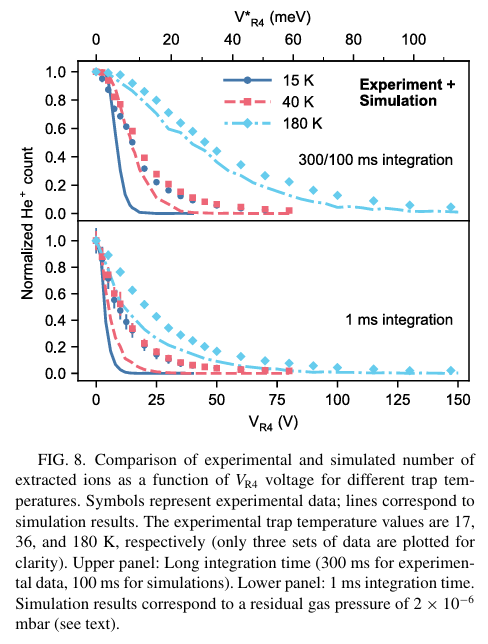 V*R4 (meV)
0 20 40 60 80 100
1.0
0.8
0.6
0.4
0.2
0.0
15 K
40 K
180 K
Experiment +
Simulation
300/100 ms integration
Normalized He+ count
1.0
0.8
0.6
0.4
0.2
0.0
1 ms integration
0 25 50 75 100 125 150
VR4 (V)
FIG. 8. Comparison of experimental and simulated number of
extracted ions as a function of VR4 voltage for different trap tem-
peratures. Symbols represent experimental data; lines correspond to
simulation results. The experimental trap temperature values are 17,
36, and 180 K, respectively (only three sets of data are plotted for
clarity). Upper panel: Long integration time (300 ms for experimen-
tal data, 100 ms for simulations). Lower panel: 1 ms integration time.
Simulation results correspond to a residual gas pressure of 2 × 10−6
mbar (see text).